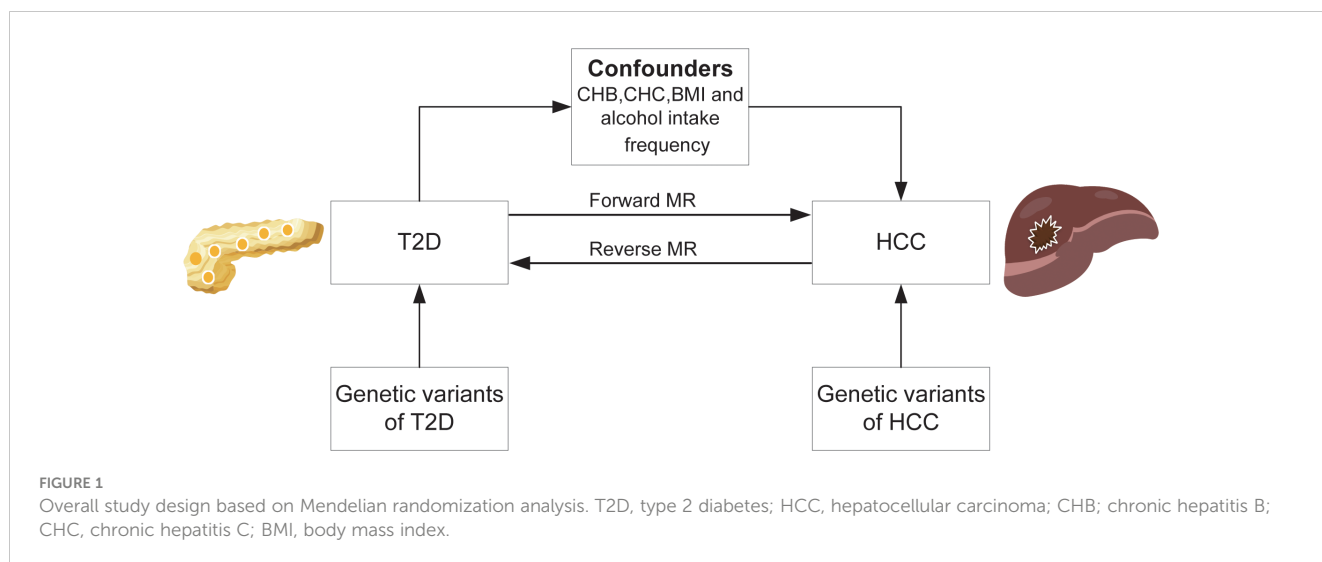 Confounders
CHB,CHC,BMI and
alcohol intake
frequency
Forward MR
T2D
HCC
Reverse MR
Genetic variants
of T2D
Genetic variants
of HCC
FIGURE 1
Overall study design based on Mendelian randomization analysis. T2D, type 2 diabetes; HCC, hepatocellular carcinoma; CHB; chronic hepatitis B;
CHC, chronic hepatitis C; BMI, body mass index.